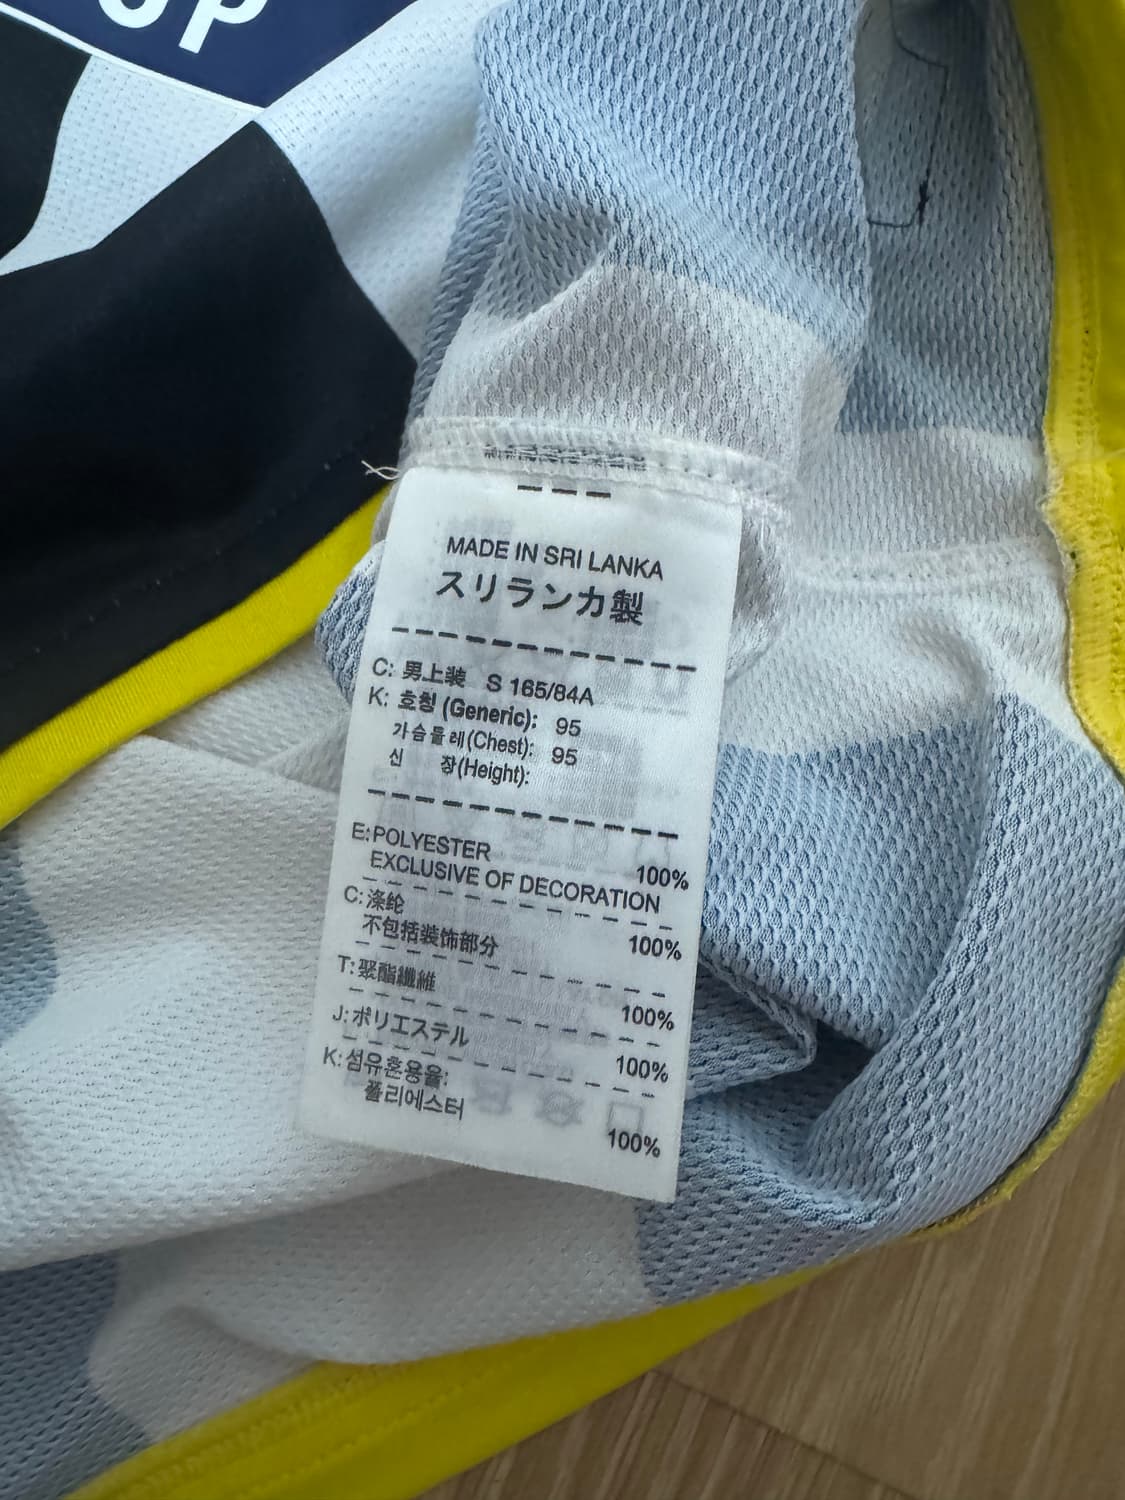 MADE IN SRI LANKA
スリランカ製
C: 男上装 S 165/84A
K: 호칭 (Generic): 95
가슴둘레(Chest): 95
신 장(Height):
E: POLYESTER 100%
EXCLUSIVE OF DECORATION
C: 涤纶 100%
不包括装饰部分
T: 聚酯纖維 100%
J: ポリエステル 100%
K: 섬유혼용율:
폴리에스터 100%